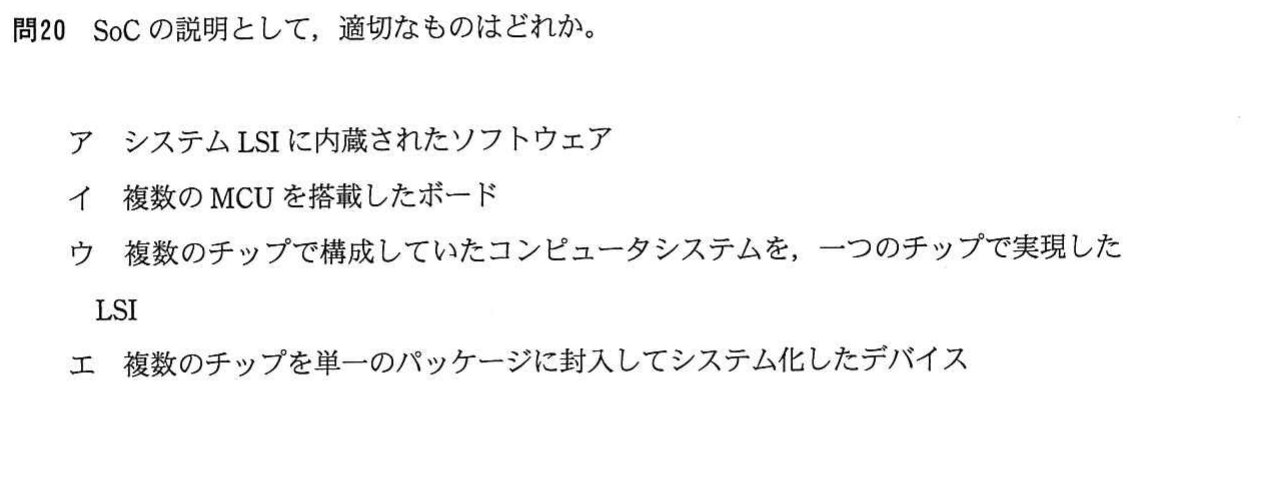 問20 SoC の説明として，適切なものはどれか。
ア システム LSI に内蔵されたソフトウェア
イ 複数の MCU を搭載したボード
ウ 複数のチップで構成していたコンピュータシステムを，一つのチップで実現した
LSI
エ 複数のチップを単一のパッケージに封入してシステム化したデバイス